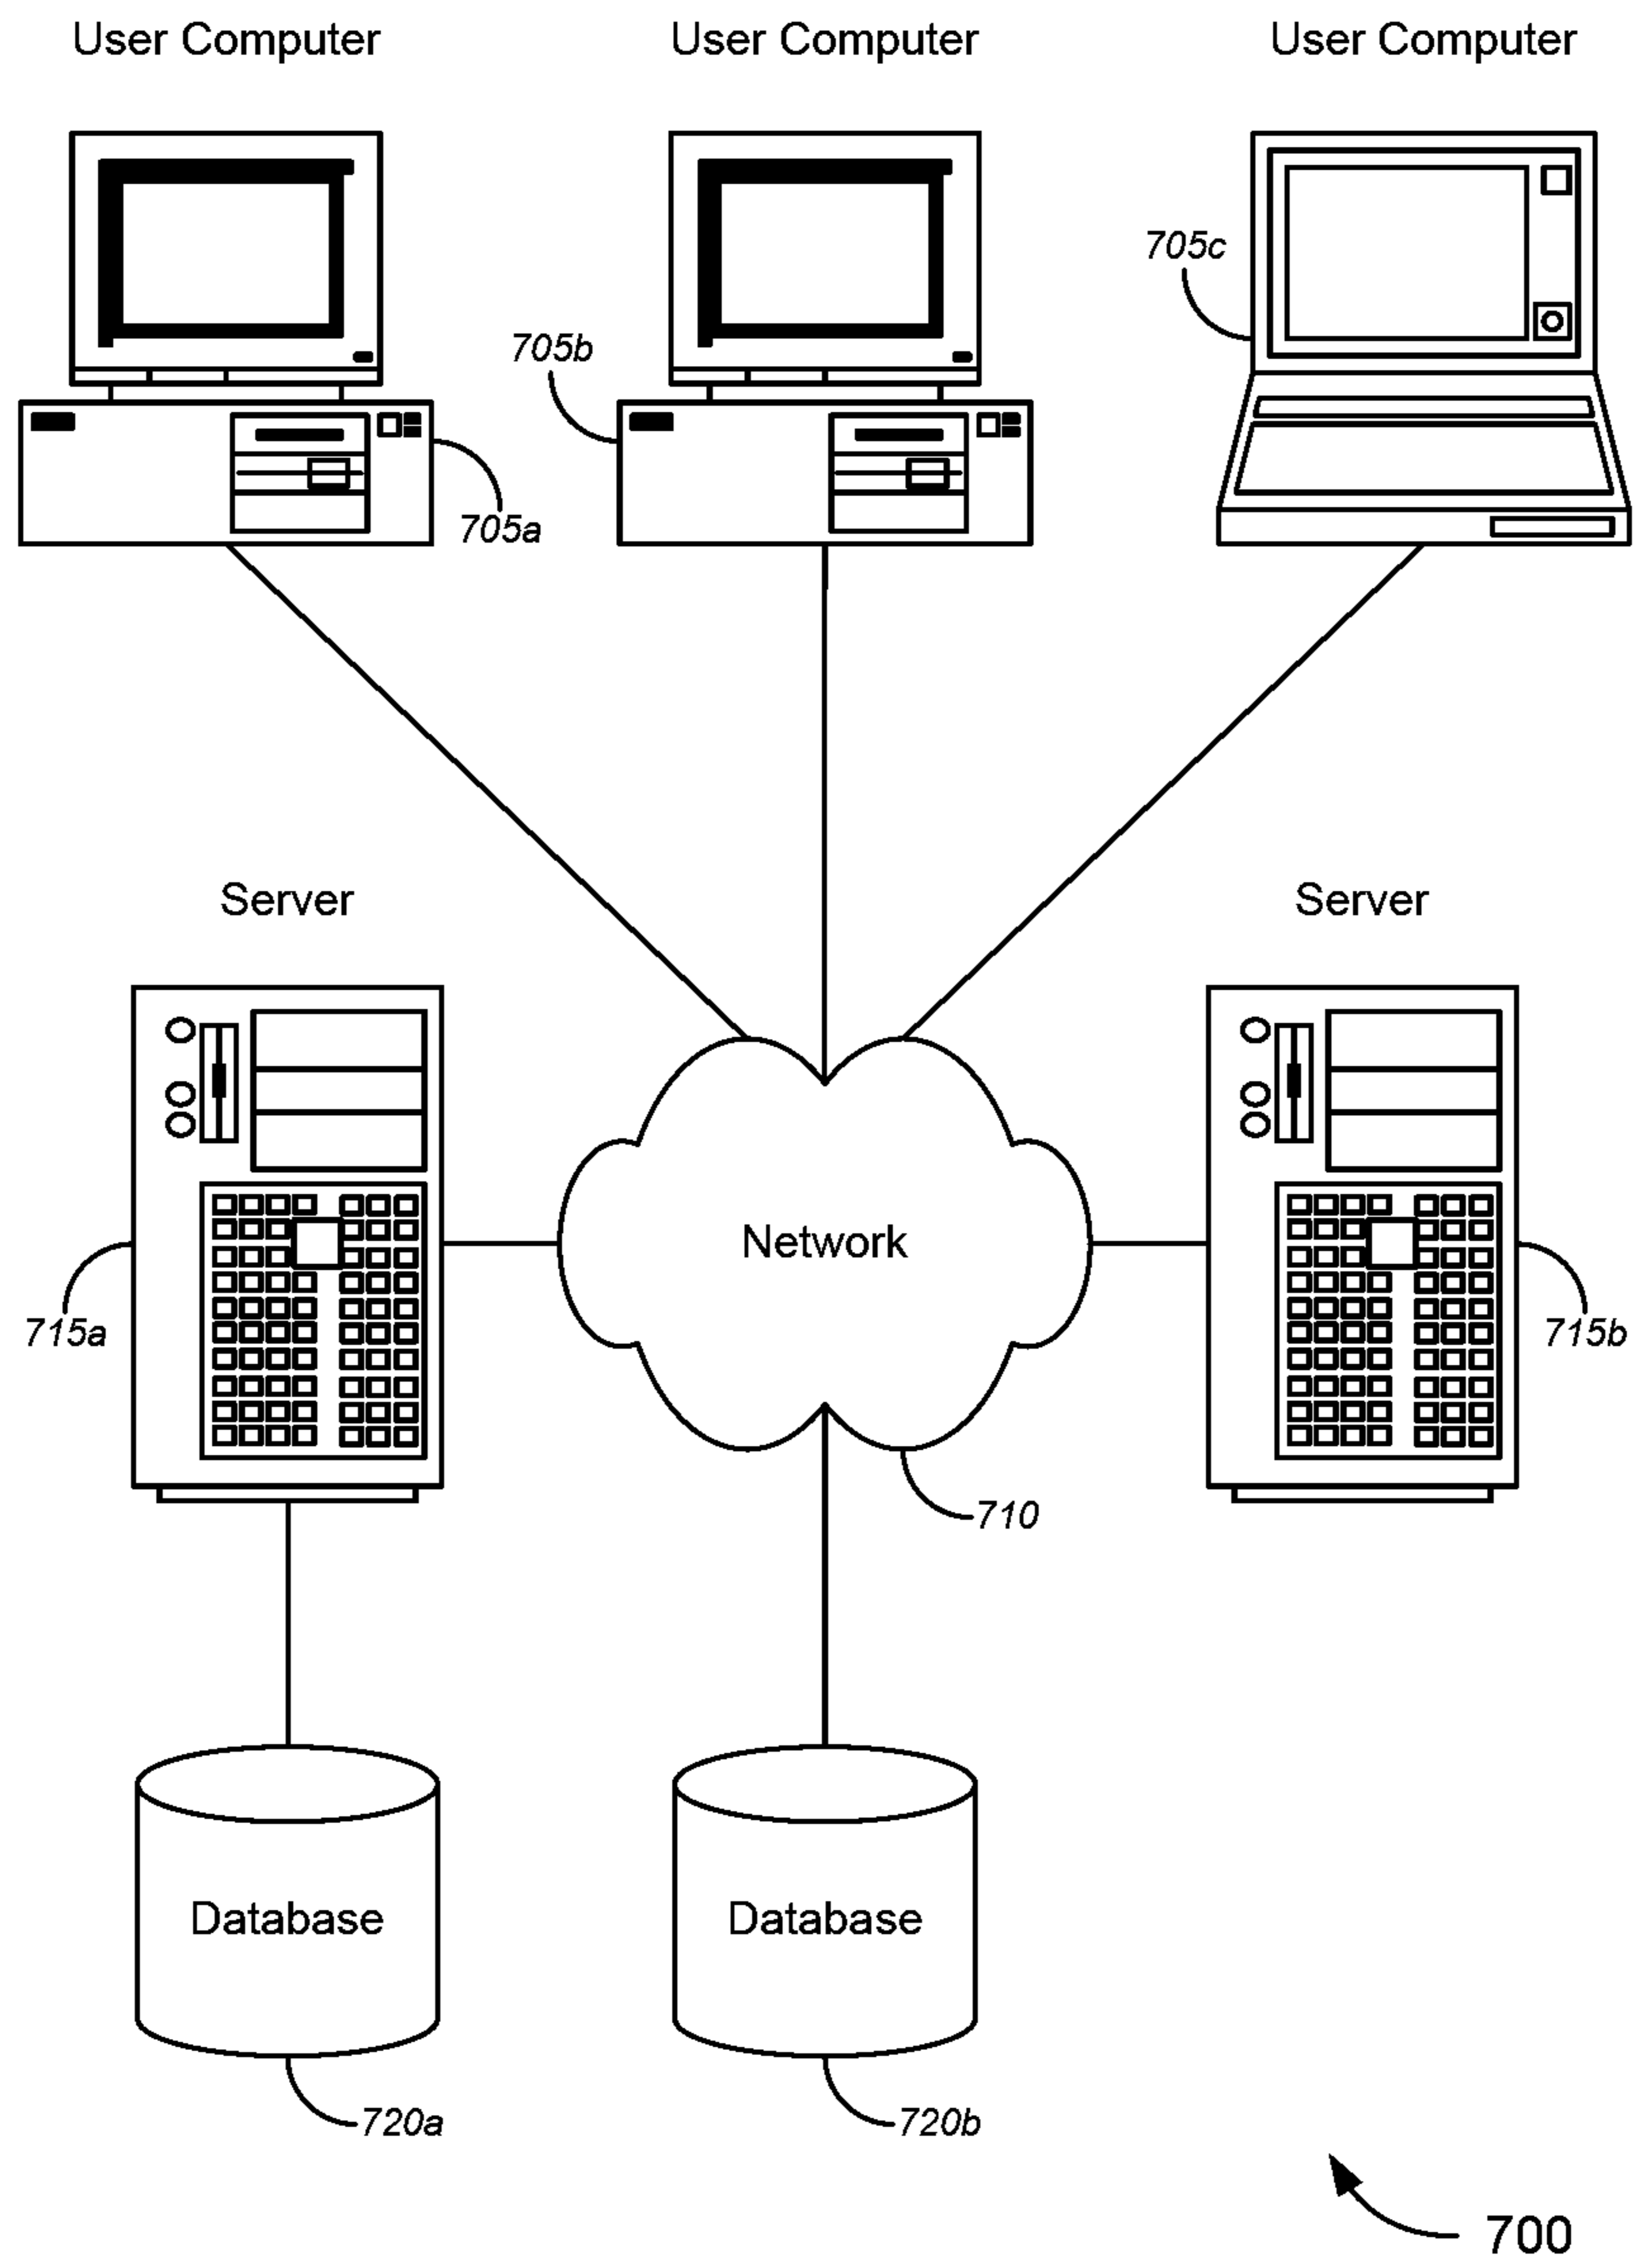 User Computer
User Computer
User Computer
705c
705b
705a
Server
Server
Network
715a
715b
710
Database
Database
720a
720b
700